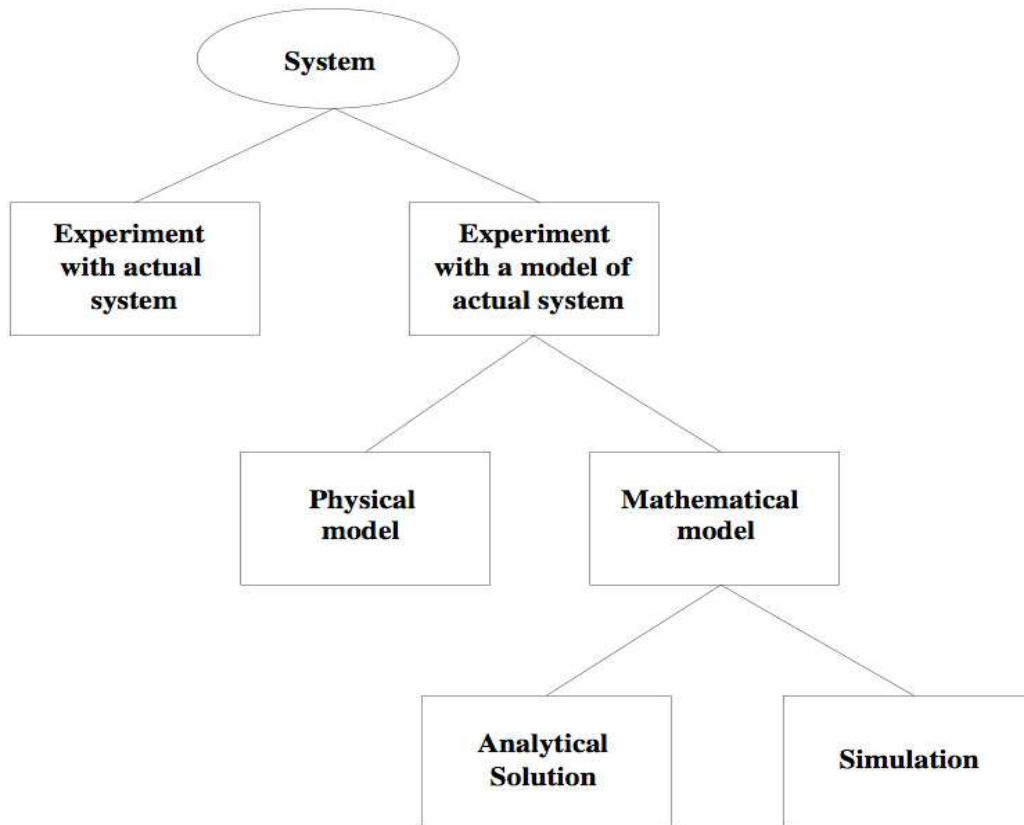 System
Experiment
with actual
system
Experiment
with a model of
actual system
Physical
model
Mathematical
model
Analytical
Solution
Simulation